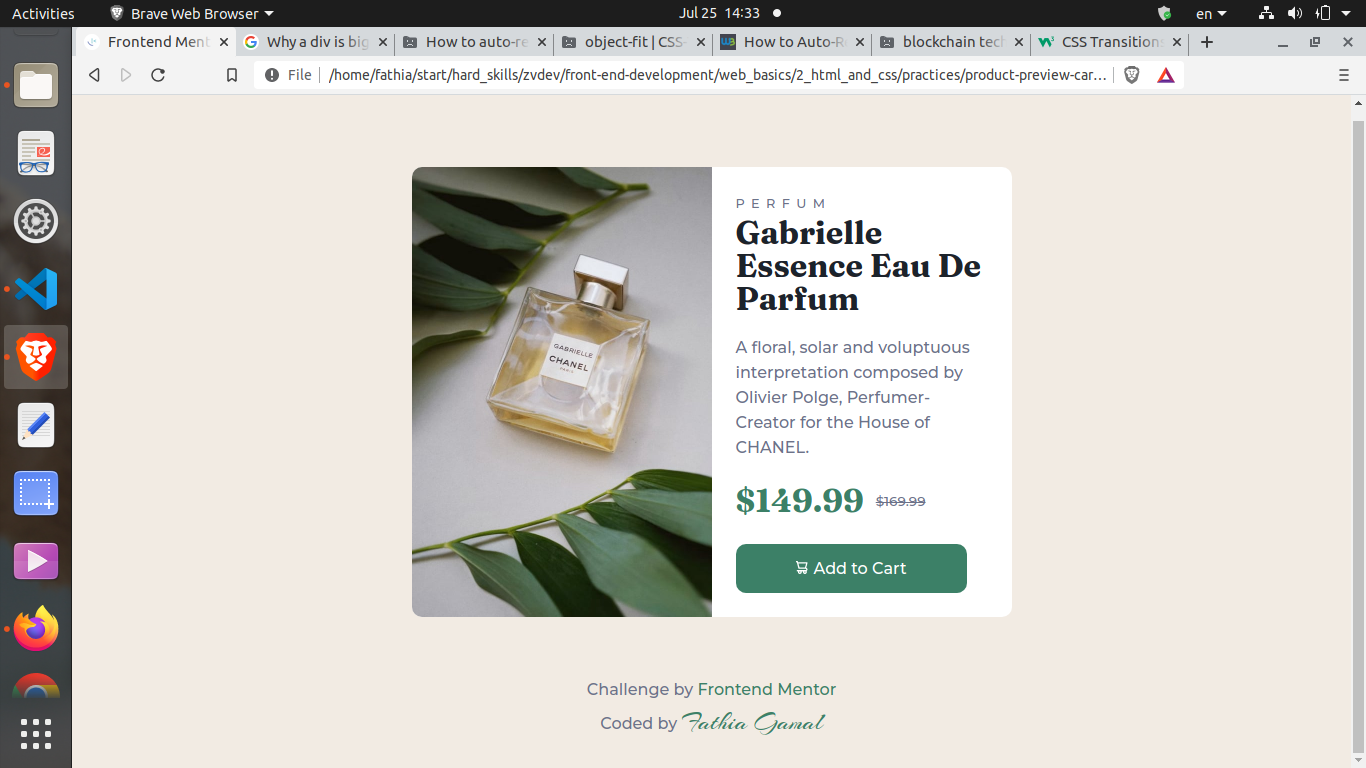 Activities
Brave Web Browser
Jul 25 14:33
en
Frontend Ment
Why a div is big
How to auto-re
object-fit | CSS-
How to Auto-R
blockchain tech
CSS Transition
File
/home/fathia/start/hard_skills/zvdev/front-end-development/web_basics/2_html_and_css/practices/product-preview-car…
GABRIELLE
CHANEL
PARIS
PERFUM
Gabrielle
Essence Eau De
Parfum
A floral, solar and voluptuous
interpretation composed by
Olivier Polge, Perfumer-
Creator for the House of
CHANEL.
$149.99 $169.99
Add to Cart
Challenge by Frontend Mentor
Coded by Fathia Gamal